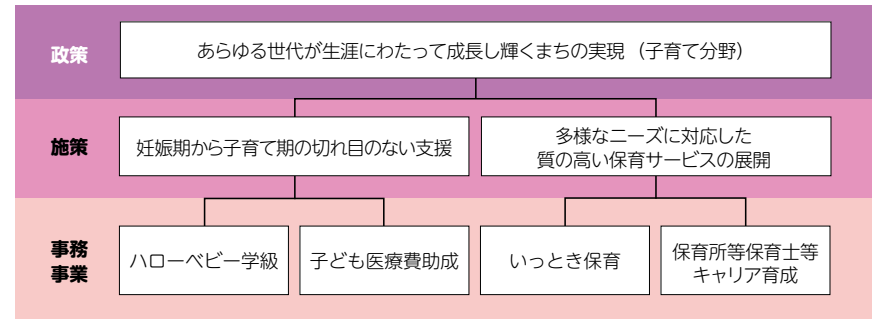 政策
あらゆる世代が生涯にわたって成長し輝くまちの実現（子育て分野）
施策
妊娠期から子育て期の切れ目のない支援
多様なニーズに対応した
質の高い保育サービスの展開
事務
事業
ハローベビー学級
子ども医療費助成
いっとき保育
保育所等保育士等
キャリア育成